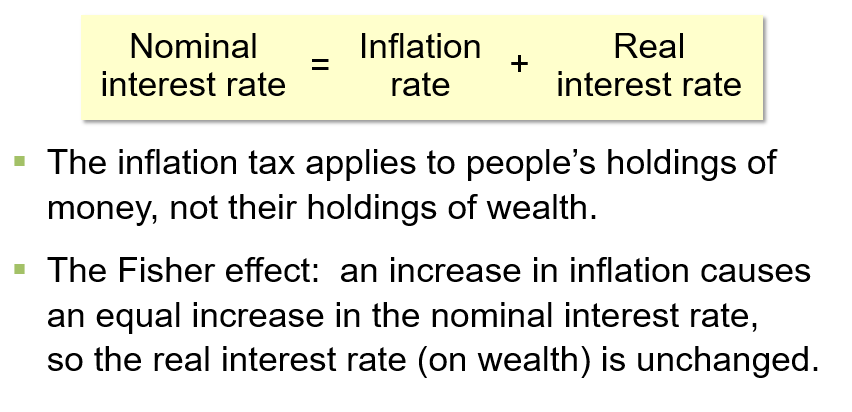 Nominal interest rate = Inflation rate + Real interest rate
The inflation tax applies to people’s holdings of
money, not their holdings of wealth.
The Fisher effect:  an increase in inflation causes
an equal increase in the nominal interest rate,
so the real interest rate (on wealth) is unchanged.